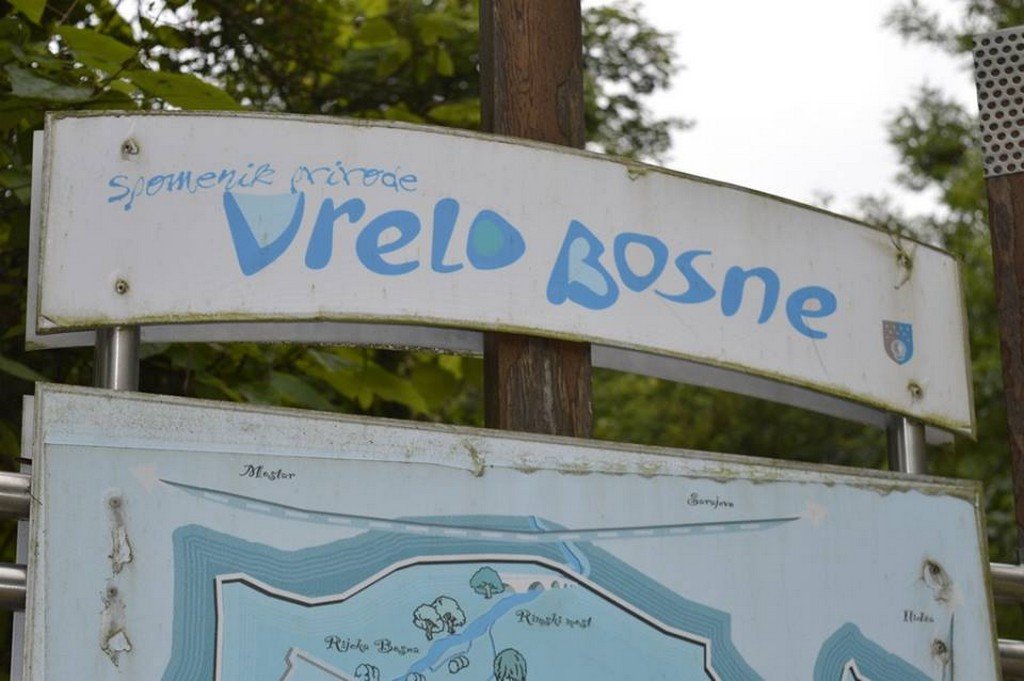 spomenik prirode
Vrelo Bosne
Mostar
Sarajevo
Rimski most
Ilidža
Rijeka Bosna